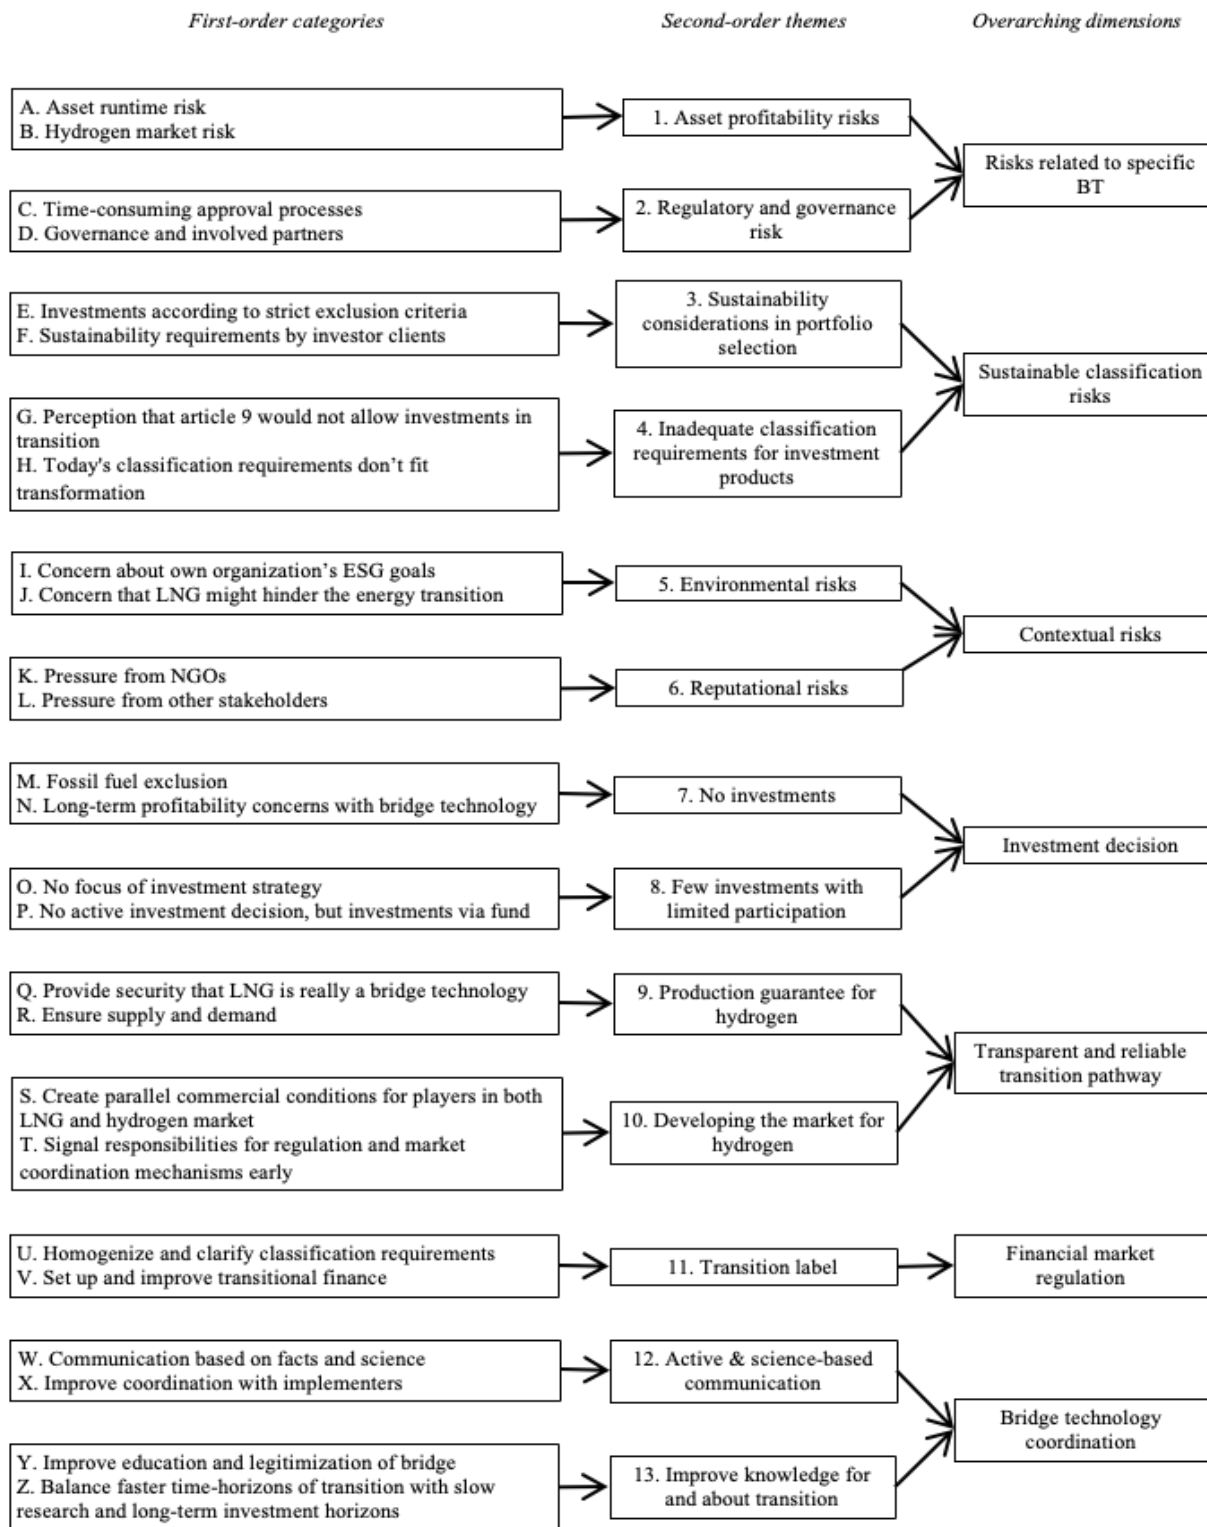 First-order categories
Second-order themes
Overarching dimensions
A. Asset runtime risk
B. Hydrogen market risk
1. Asset profitability risks
Risks related to specific
BT
C. Time-consuming approval processes
D. Governance and involved partners
2. Regulatory and governance
risk
E. Investments according to strict exclusion criteria
F. Sustainability requirements by investor clients
3. Sustainability
considerations in portfolio
selection
Sustainable classification
risks
G. Perception that article 9 would not allow investments in
transition
H. Today's classification requirements don’t fit
transformation
4. Inadequate classification
requirements for investment
products
I. Concern about own organization’s ESG goals
J. Concern that LNG might hinder the energy transition
5. Environmental risks
Contextual risks
K. Pressure from NGOs
L. Pressure from other stakeholders
6. Reputational risks
M. Fossil fuel exclusion
N. Long-term profitability concerns with bridge technology
7. No investments
Investment decision
O. No focus of investment strategy
P. No active investment decision, but investments via fund
8. Few investments with
limited participation
Q. Provide security that LNG is really a bridge technology
R. Ensure supply and demand
9. Production guarantee for
hydrogen
Transparent and reliable
transition pathway
S. Create parallel commercial conditions for players in both
LNG and hydrogen market
T. Signal responsibilities for regulation and market
coordination mechanisms early
10. Developing the market for
hydrogen
U. Homogenize and clarify classification requirements
V. Set up and improve transitional finance
11. Transition label
Financial market
regulation
W. Communication based on facts and science
X. Improve coordination with implementers
12. Active & science-based
communication
Bridge technology
coordination
Y. Improve education and legitimization of bridge
Z. Balance faster time-horizons of transition with slow
research and long-term investment horizons
13. Improve knowledge for
and about transition